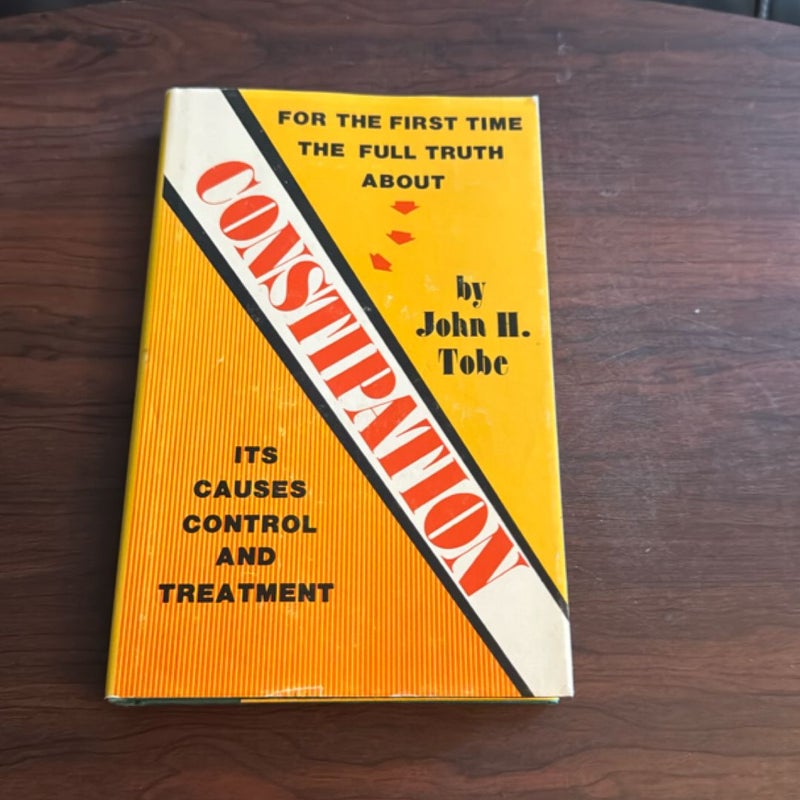 FOR THE FIRST TIME
THE FULL TRUTH
ABOUT
CONSTIPATION
by
John H.
Tobe
ITS
CAUSES
CONTROL
AND
TREATMENT